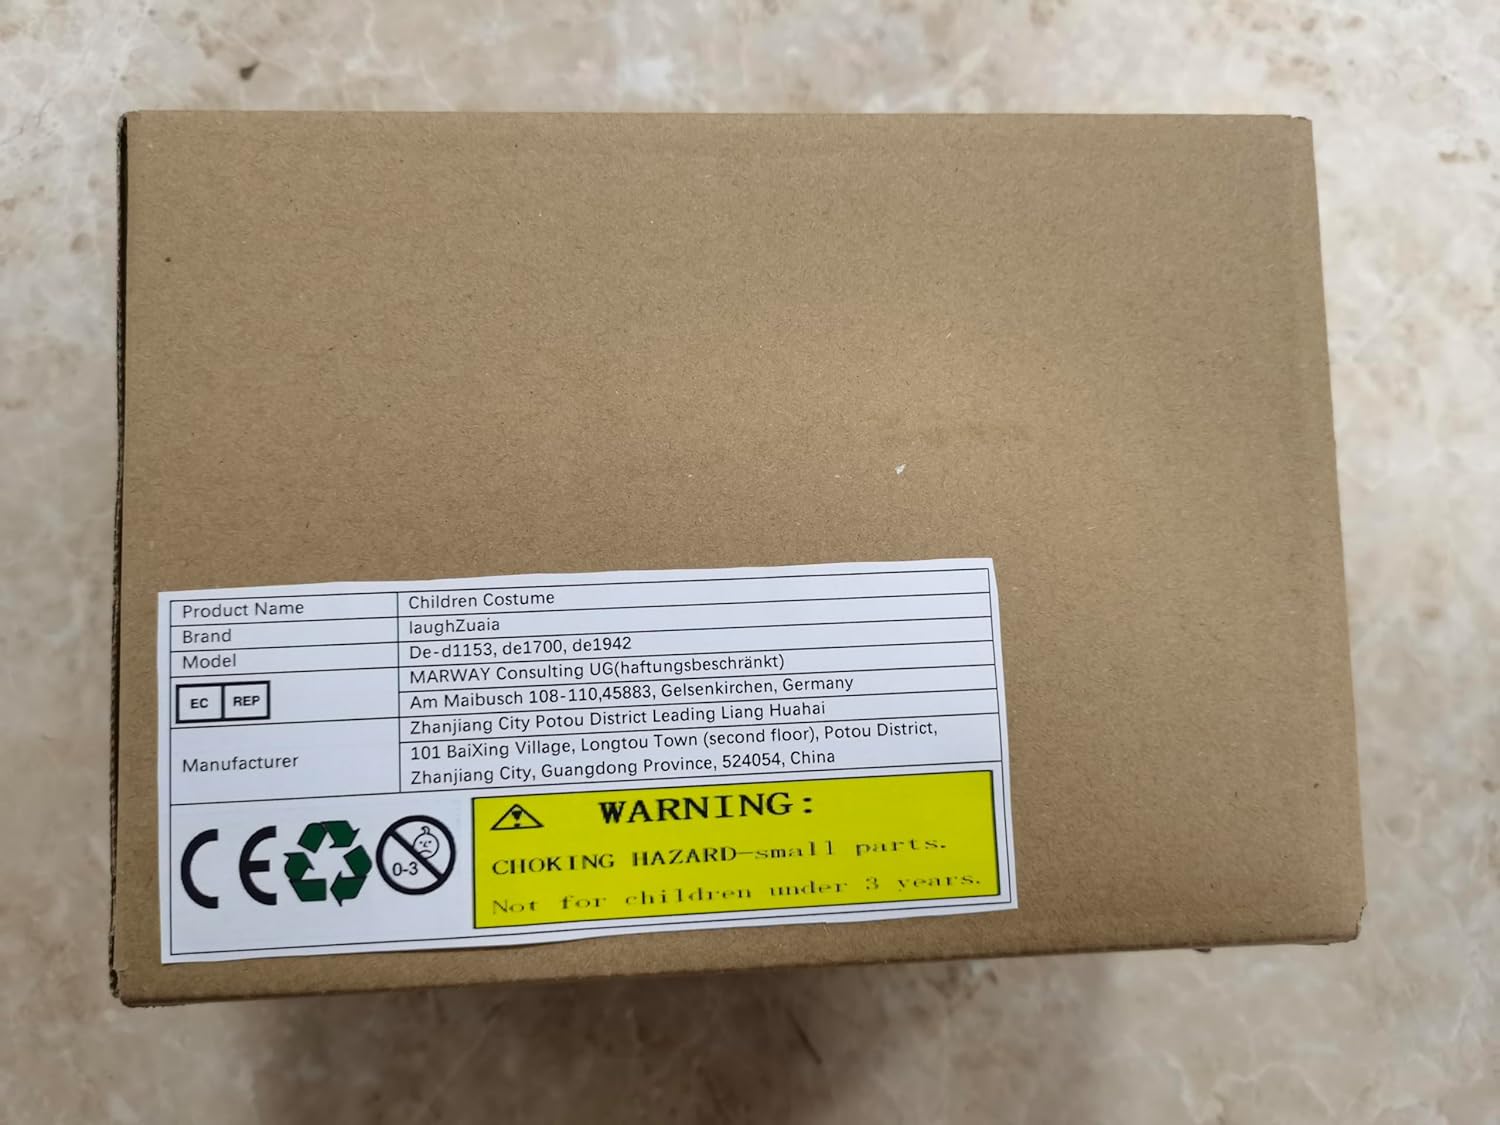 Product Name Children Costume
Brand laughZuaia
Model De-d1153, de1700, de1942
EC REP MARWAY Consulting UG(haftungsbeschränkt)
Am Maibusch 108-110,45883, Gelsenkirchen, Germany
Manufacturer Zhanjiang City Potou District Leading Liang Huahai
101 BaiXing Village, Longtou Town (second floor), Potou District,
Zhanjiang City, Guangdong Province, 524054, China
CE
0-3
WARNING:
CHOKING HAZARD—small parts.
Not for children under 3 years.